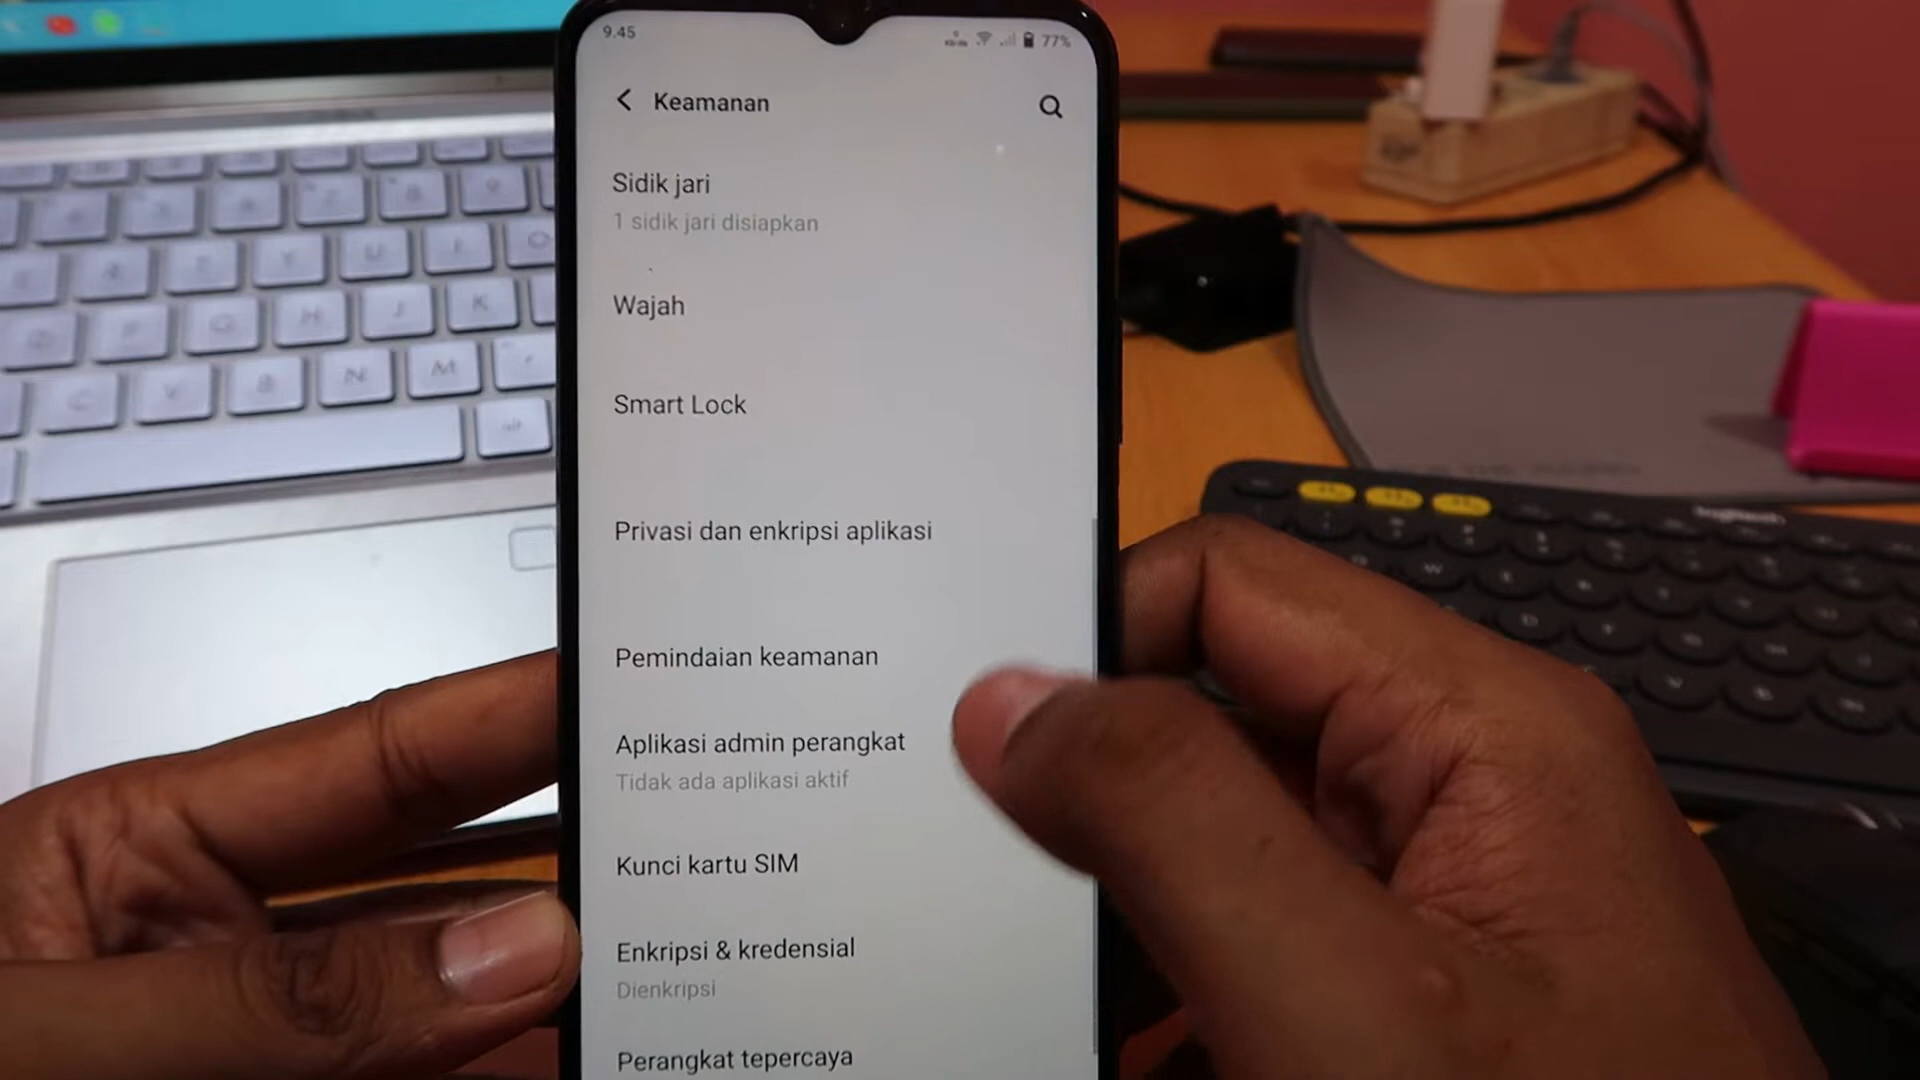 9.45
77%
Keamanan
Sidik jari
1 sidik jari disiapkan
Wajah
Smart Lock
Privasi dan enkripsi aplikasi
Pemindaian keamanan
Aplikasi admin perangkat
Tidak ada aplikasi aktif
Kunci kartu SIM
Enkripsi & kredensial
Dienkripsi
Perangkat tepercaya
logitech